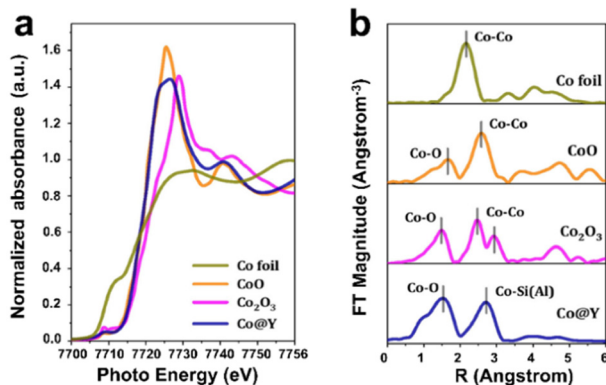 a
b
Normalized absorbance (a.u.)
1.6
1.4
1.2
1.0
0.8
0.6
0.4
0.2
0.0
Co foil
CoO
Co₂O₃
Co@Y
7700 7710 7720 7730 7740 7750 7756
Photo Energy (eV)
FT Magnitude (Angstrom⁻³)
Co-Co
Co foil
Co-O Co-Co
CoO
Co-O Co-Co
Co₂O₃
Co-O Co-Si(Al)
Co@Y
0 1 2 3 4 5 6
R (Angstrom)